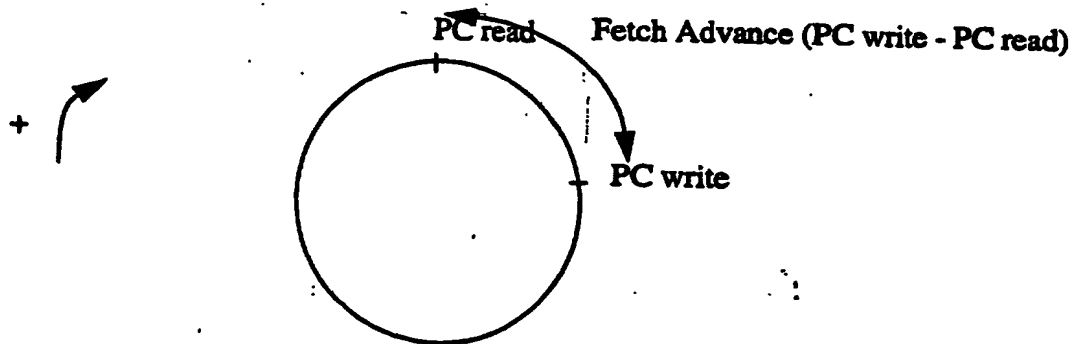 PC read
Fetch Advance (PC write - PC read)
+
PC write